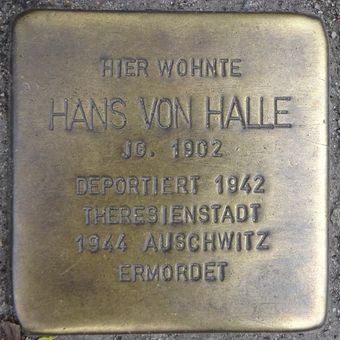 HIER WOHNTE
HANS VON HALLE
JG. 1902
DEPORTIERT 1942
THERESIENSTADT
1944 AUSCHWITZ
ERMORDET